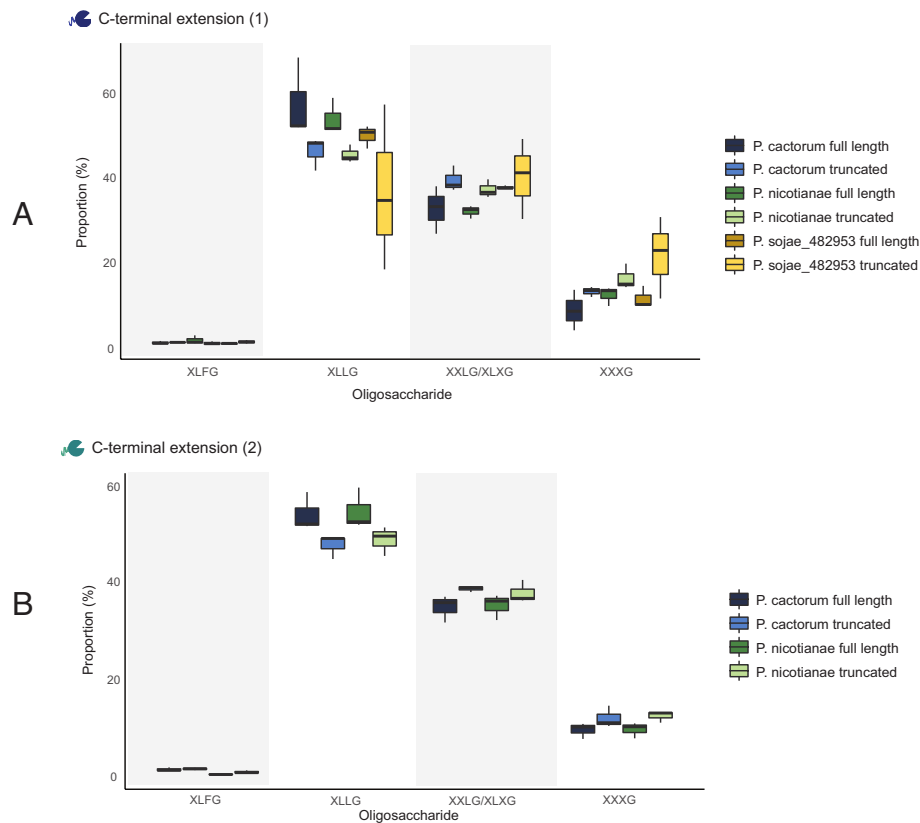 C-terminal extension (1)
A
Proportion (%)
60
40
20
0
XLFG
XLLG
XXLG/XLXG
XXXG
Oligosaccharide
P. cactorum full length
P. cactorum truncated
P. nicotianae full length
P. nicotianae truncated
P. sojae_482953 full length
P. sojae_482953 truncated
C-terminal extension (2)
B
Proportion (%)
60
40
20
0
XLFG
XLLG
XXLG/XLXG
XXXG
Oligosaccharide
P. cactorum full length
P. cactorum truncated
P. nicotianae full length
P. nicotianae truncated